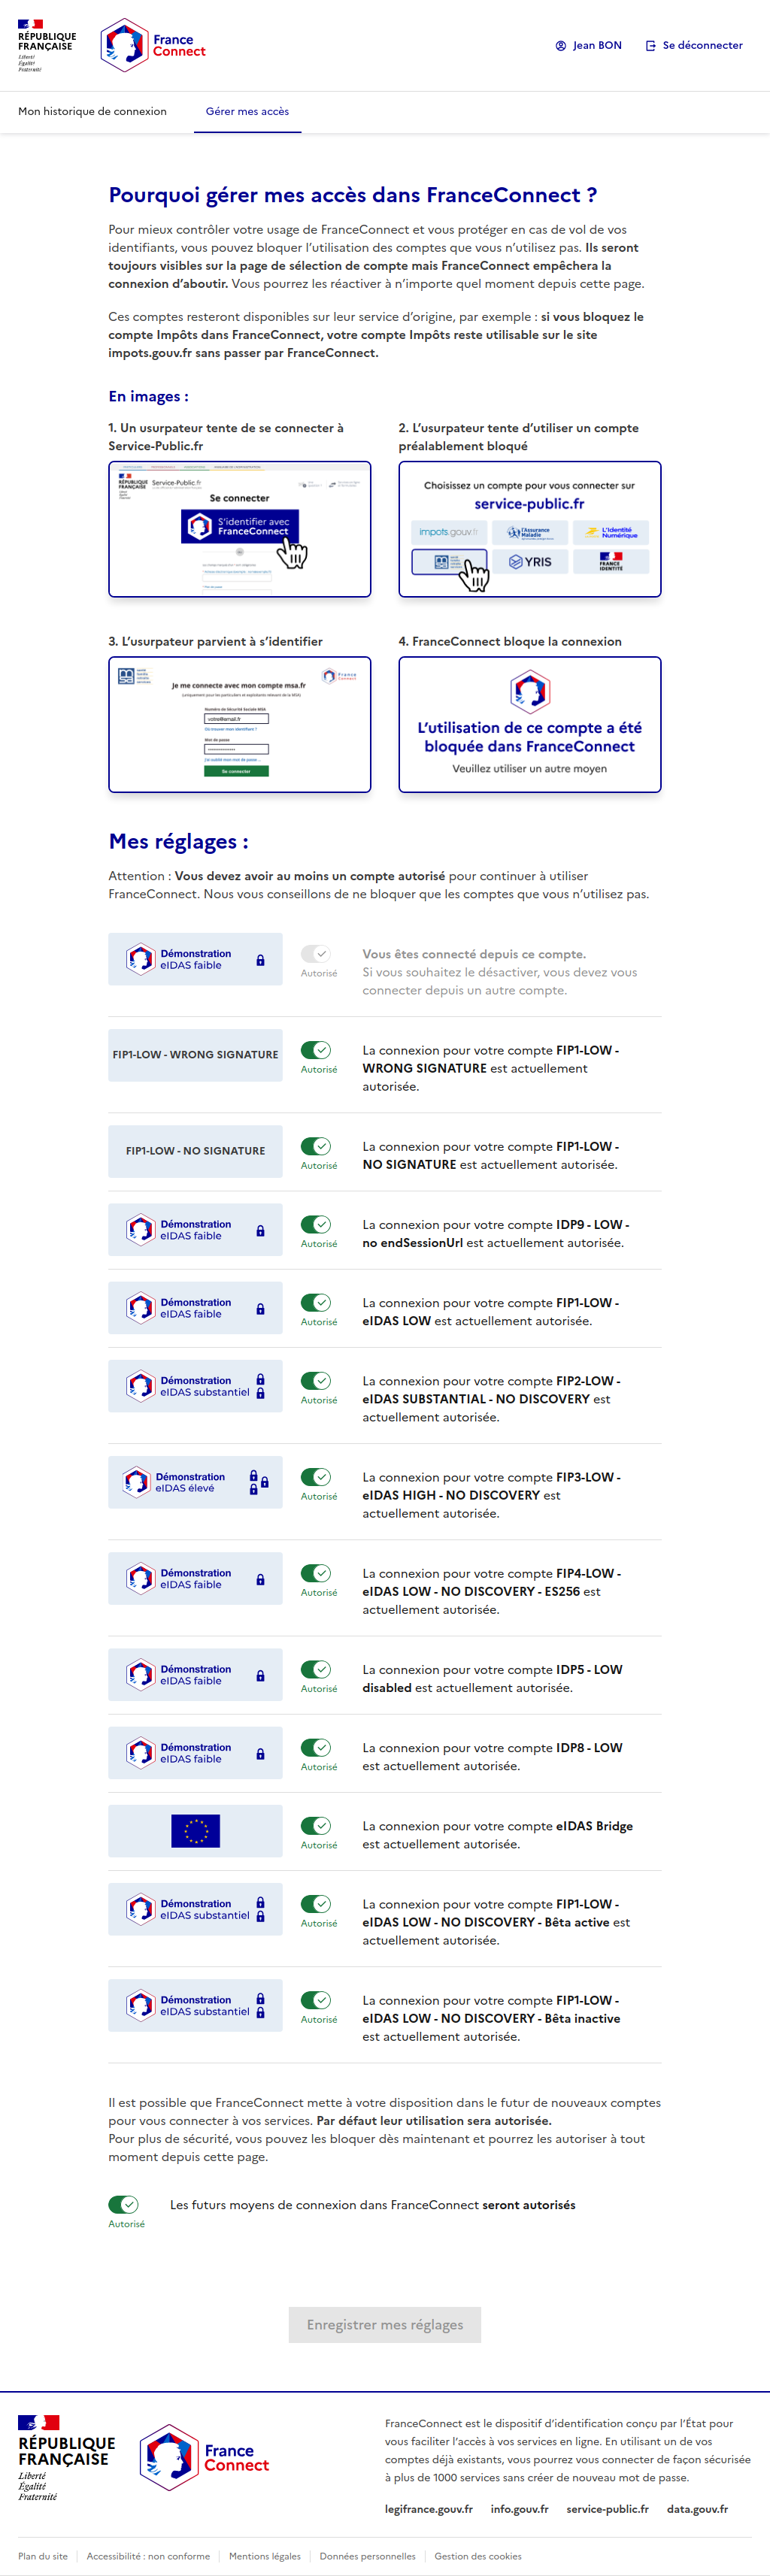 RÉPUBLIQUE
FRANÇAISE
Liberté
Égalité
Fraternité
France
Connect
Jean BON
Se déconnecter
Mon historique de connexion
Gérer mes accès
Pourquoi gérer mes accès dans FranceConnect ?
Pour mieux contrôler votre usage de FranceConnect et vous protéger en cas de vol de vos
identifiants, vous pouvez bloquer l’utilisation des comptes que vous n’utilisez pas. Ils seront
toujours visibles sur la page de sélection de compte mais FranceConnect empêchera la
connexion d’aboutir. Vous pourrez les réactiver à n’importe quel moment depuis cette page.
Ces comptes resteront disponibles sur leur service d’origine, par exemple : si vous bloquez le
compte Impôts dans FranceConnect, votre compte Impôts reste utilisable sur le site
impots.gouv.fr sans passer par FranceConnect.
En images :
1. Un usurpateur tente de se connecter à
Service-Public.fr
RÉPUBLIQUE
FRANÇAISE
Service-Public.fr
Se connecter
S’identifier avec
FranceConnect
2. L’usurpateur tente d’utiliser un compte
préalablement bloqué
Choisissez un compte pour vous connecter sur
service-public.fr
impots.gouv.fr
l’Assurance
Maladie
L’Identité
Numérique
YRIS
FRANCE
IDENTITÉ
3. L’usurpateur parvient à s’identifier
France
Connect
Je me connecte avec mon compte msa.fr
Numéro de Sécurité Sociale MSA
votre@email.fr
Mot de passe
Se connecter
4. FranceConnect bloque la connexion
L’utilisation de ce compte a été
bloquée dans FranceConnect
Veuillez utiliser un autre moyen
Mes réglages :
Attention : Vous devez avoir au moins un compte autorisé pour continuer à utiliser
FranceConnect. Nous vous conseillons de ne bloquer que les comptes que vous n’utilisez pas.
Démonstration
eIDAS faible
Autorisé
Vous êtes connecté depuis ce compte.
Si vous souhaitez le désactiver, vous devez vous
connecter depuis un autre compte.
FIP1-LOW - WRONG SIGNATURE
Autorisé
La connexion pour votre compte FIP1-LOW -
WRONG SIGNATURE est actuellement
autorisée.
FIP1-LOW - NO SIGNATURE
Autorisé
La connexion pour votre compte FIP1-LOW -
NO SIGNATURE est actuellement autorisée.
Démonstration
eIDAS faible
Autorisé
La connexion pour votre compte IDP9 - LOW -
no endSessionUrl est actuellement autorisée.
Démonstration
eIDAS faible
Autorisé
La connexion pour votre compte FIP1-LOW -
eIDAS LOW est actuellement autorisée.
Démonstration
eIDAS substantiel
Autorisé
La connexion pour votre compte FIP2-LOW -
eIDAS SUBSTANTIAL - NO DISCOVERY est
actuellement autorisée.
Démonstration
eIDAS élevé
Autorisé
La connexion pour votre compte FIP3-LOW -
eIDAS HIGH - NO DISCOVERY est
actuellement autorisée.
Démonstration
eIDAS faible
Autorisé
La connexion pour votre compte FIP4-LOW -
eIDAS LOW - NO DISCOVERY - ES256 est
actuellement autorisée.
Démonstration
eIDAS faible
Autorisé
La connexion pour votre compte IDP5 - LOW
disabled est actuellement autorisée.
Démonstration
eIDAS faible
Autorisé
La connexion pour votre compte IDP8 - LOW
est actuellement autorisée.
Autorisé
La connexion pour votre compte eIDAS Bridge
est actuellement autorisée.
Démonstration
eIDAS substantiel
Autorisé
La connexion pour votre compte FIP1-LOW -
eIDAS LOW - NO DISCOVERY - Bêta active est
actuellement autorisée.
Démonstration
eIDAS substantiel
Autorisé
La connexion pour votre compte FIP1-LOW -
eIDAS LOW - NO DISCOVERY - Bêta inactive
est actuellement autorisée.
Il est possible que FranceConnect mette à votre disposition dans le futur de nouveaux comptes
pour vous connecter à vos services. Par défaut leur utilisation sera autorisée.
Pour plus de sécurité, vous pouvez les bloquer dès maintenant et pourrez les autoriser à tout
moment depuis cette page.
Autorisé
Les futurs moyens de connexion dans FranceConnect seront autorisés
Enregistrer mes réglages
RÉPUBLIQUE
FRANÇAISE
Liberté
Égalité
Fraternité
France
Connect
FranceConnect est le dispositif d’identification conçu par l’État pour
vous faciliter l’accès à vos services en ligne. En utilisant un de vos
comptes déjà existants, vous pourrez vous connecter de façon sécurisée
à plus de 1000 services sans créer de nouveau mot de passe.
legifrance.gouv.fr
info.gouv.fr
service-public.fr
data.gouv.fr
Plan du site
Accessibilité : non conforme
Mentions légales
Données personnelles
Gestion des cookies